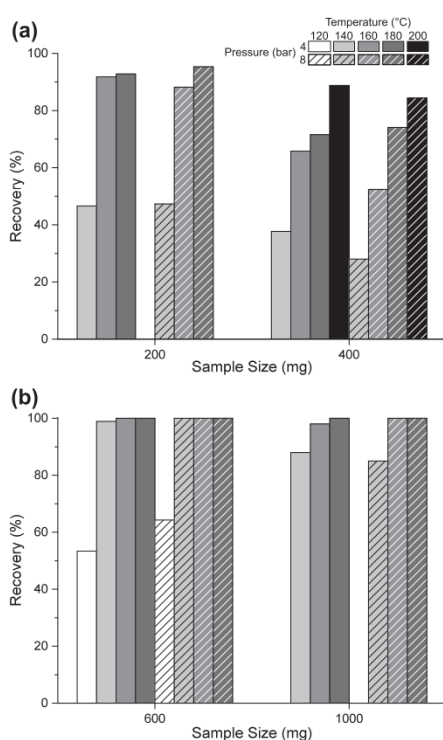 (a)
Temperature (°C)
120 140 160 180 200
Pressure (bar) 4
8
100
80
60
40
20
0
Recovery (%)
200 400
Sample Size (mg)
(b)
100
80
60
40
20
0
Recovery (%)
600 1000
Sample Size (mg)